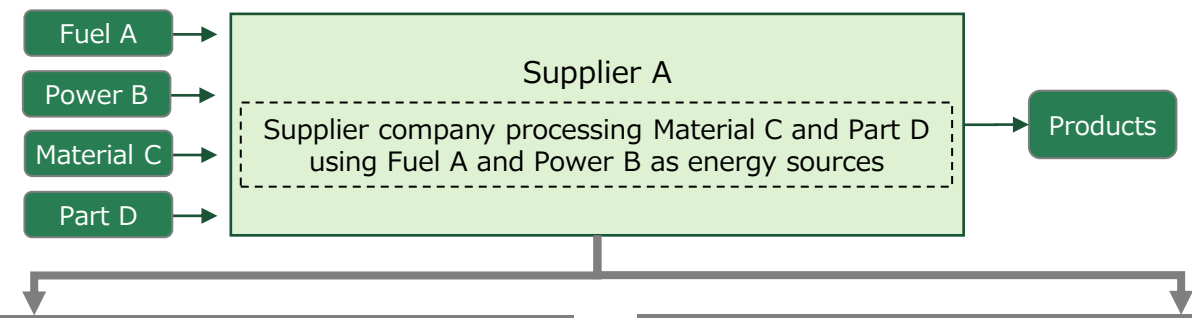 Fuel A
Power B
Material C
Part D
Supplier A
Supplier company processing Material C and Part D
using Fuel A and Power B as energy sources
Products